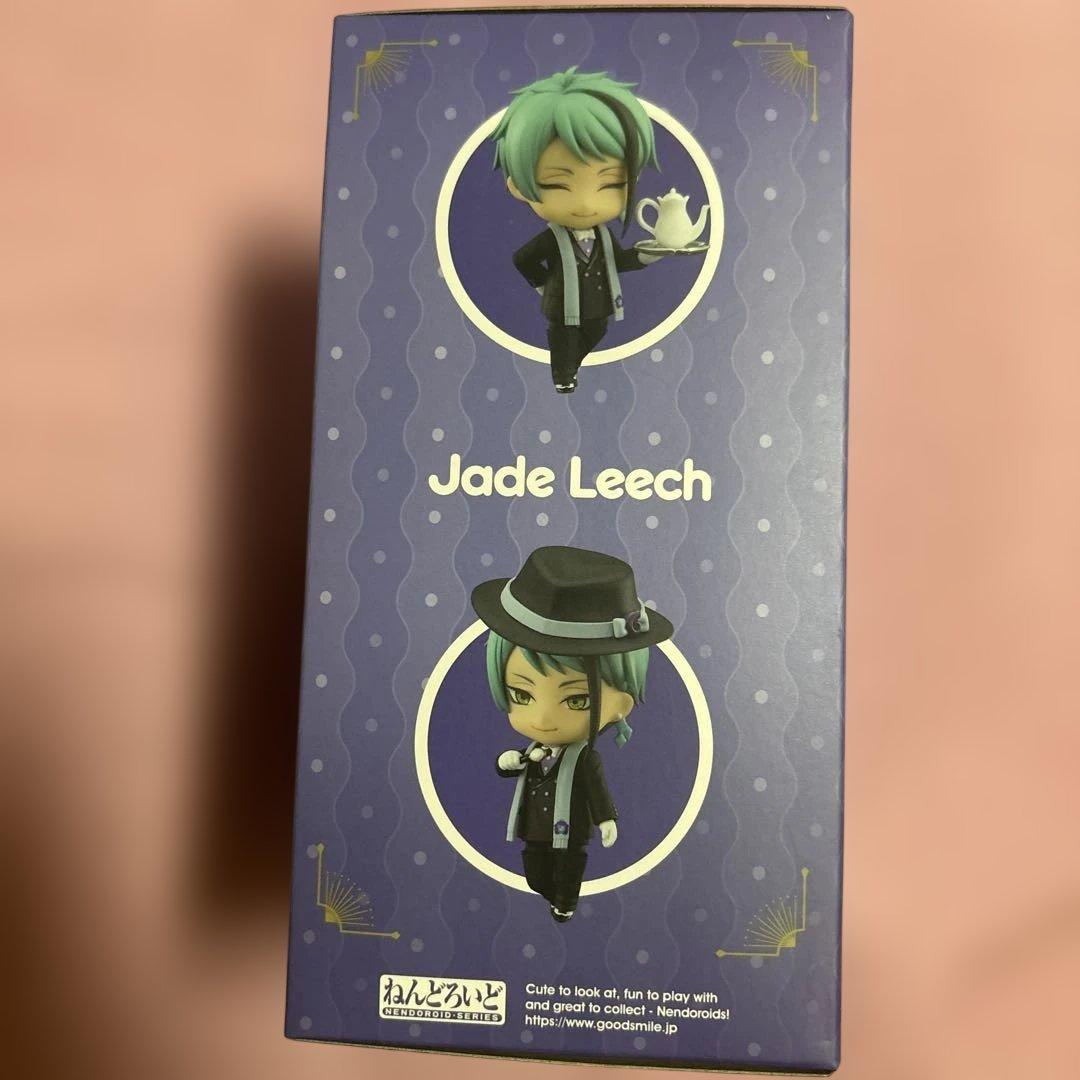 Jade Leech
ねんどろいど
NENDOROID•SERIES
Cute to look at, fun to play with
and great to collect - Nendoroids!
https://www.goodsmile.jp